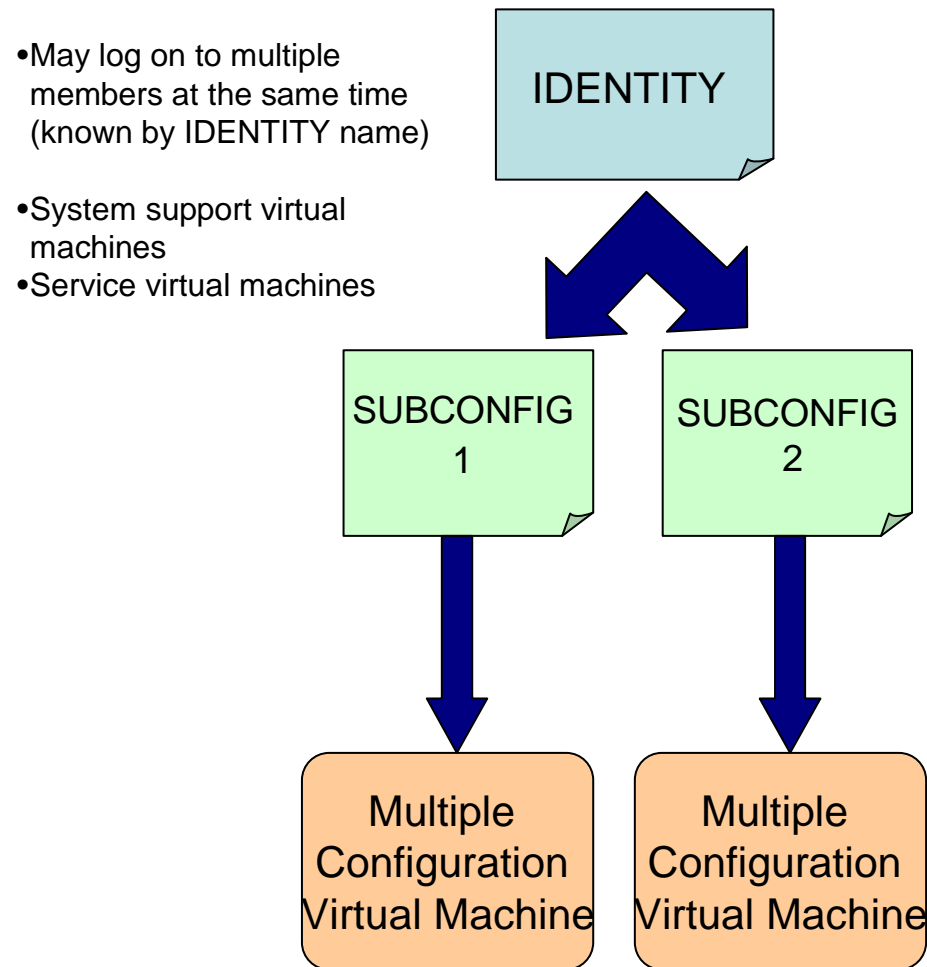 •May log on to multiple
members at the same time
(known by IDENTITY name)
•System support virtual
machines
•Service virtual machines
IDENTITY
SUBCONFIG
1
SUBCONFIG
2
Multiple
Configuration
Virtual Machine
Multiple
Configuration
Virtual Machine